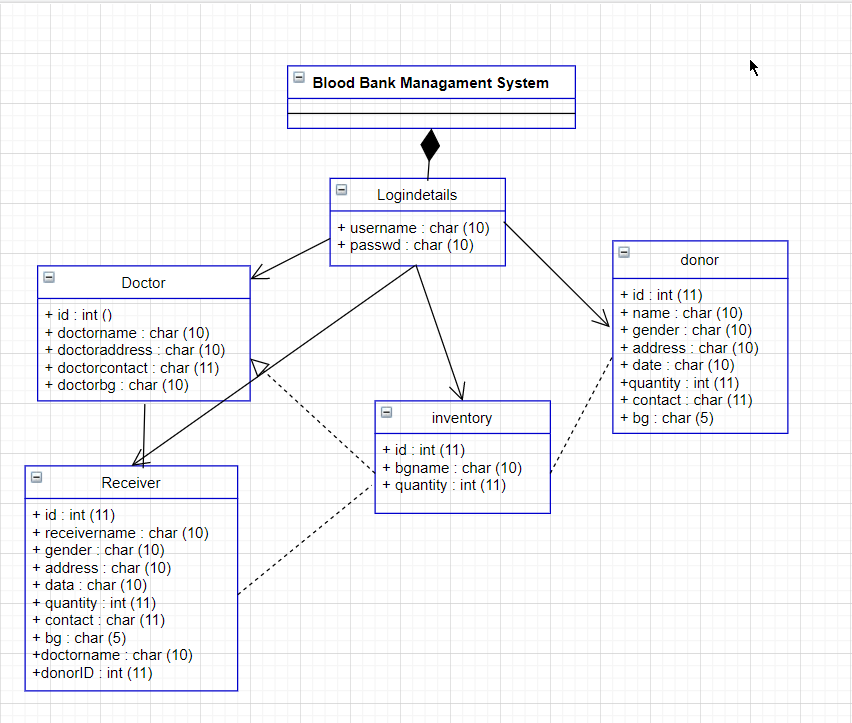 Blood Bank Managament System
Logindetails
+ username : char (10)
+ passwd : char (10)
donor
+ id : int (11)
+ name : char (10)
+ gender : char (10)
+ address : char (10)
+ date : char (10)
+quantity : int (11)
+ contact : char (11)
+ bg : char (5)
Doctor
+ id : int ()
+ doctorname : char (10)
+ doctoraddress : char (10)
+ doctorcontact : char (11)
+ doctorbg : char (10)
inventory
+ id : int (11)
+ bgname : char (10)
+ quantity : int (11)
Receiver
+ id : int (11)
+ receivername : char (10)
+ gender : char (10)
+ address : char (10)
+ data : char (10)
+ quantity : int (11)
+ contact : char (11)
+ bg : char (5)
+doctorname : char (10)
+donorID : int (11)